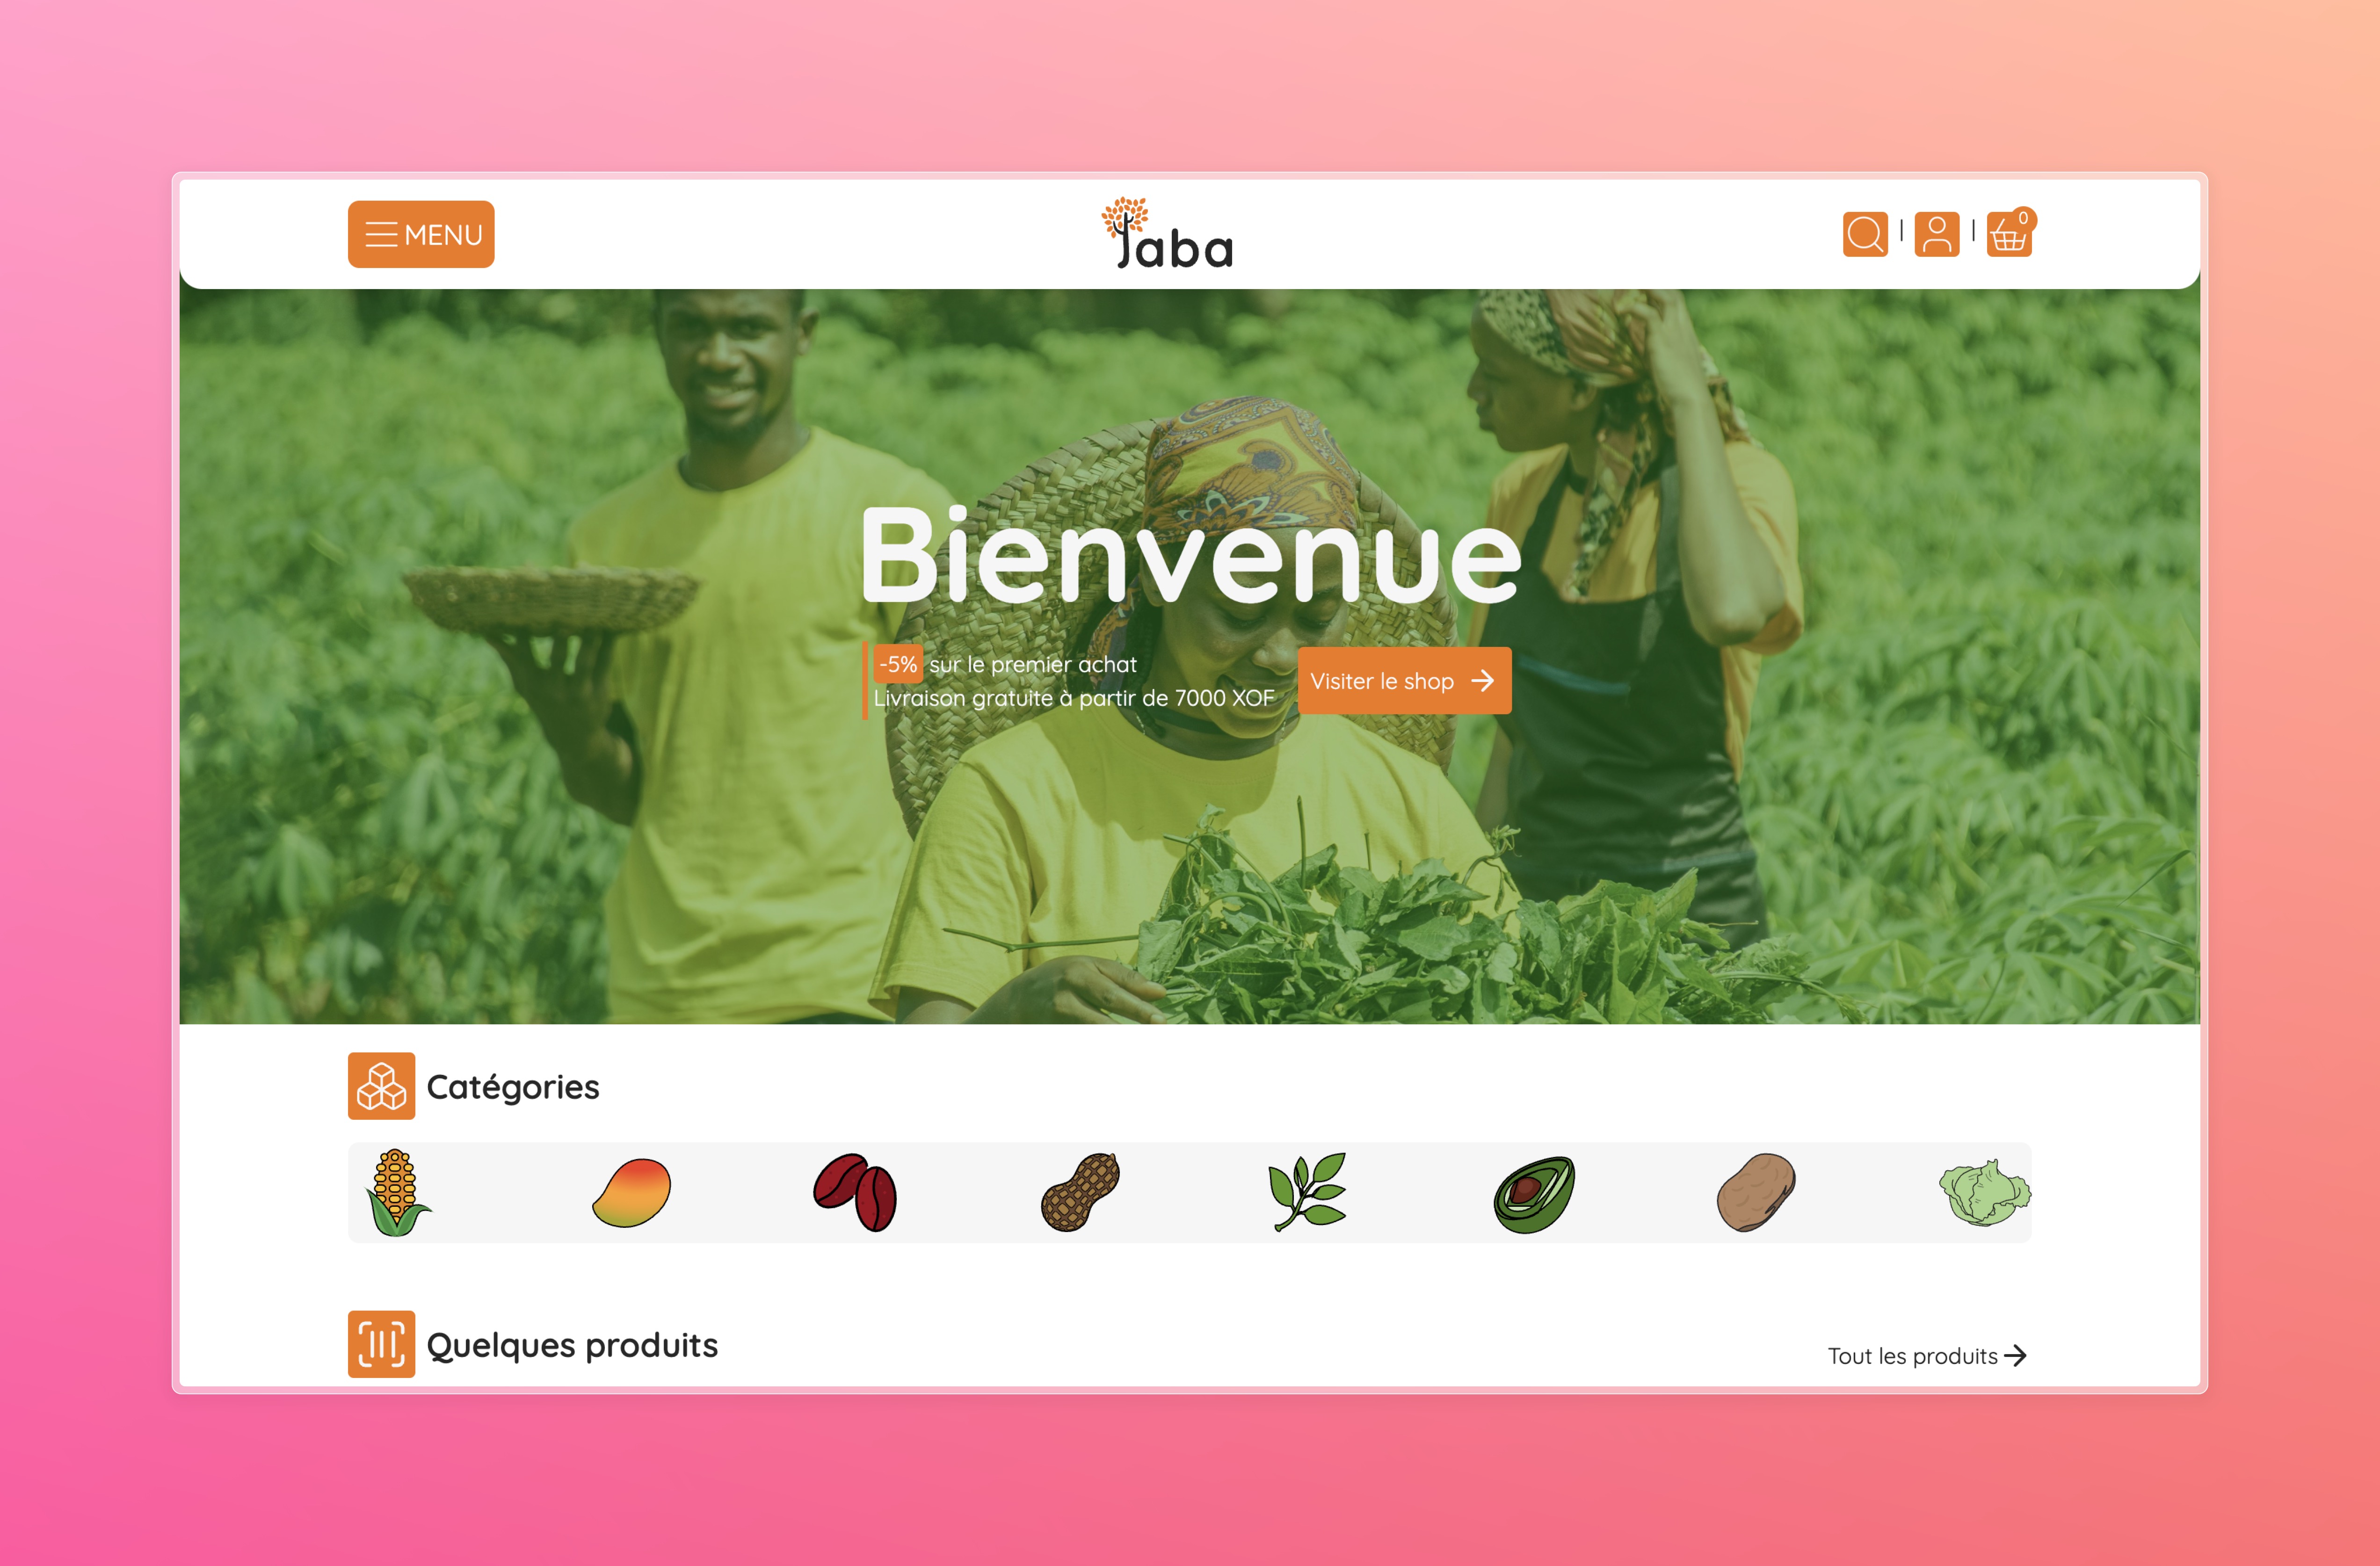 MENU
Jaba
0
Bienvenue
-5% sur le premier achat
Livraison gratuite à partir de 7000 XOF
Visiter le shop
Catégories
Quelques produits
Tout les produits